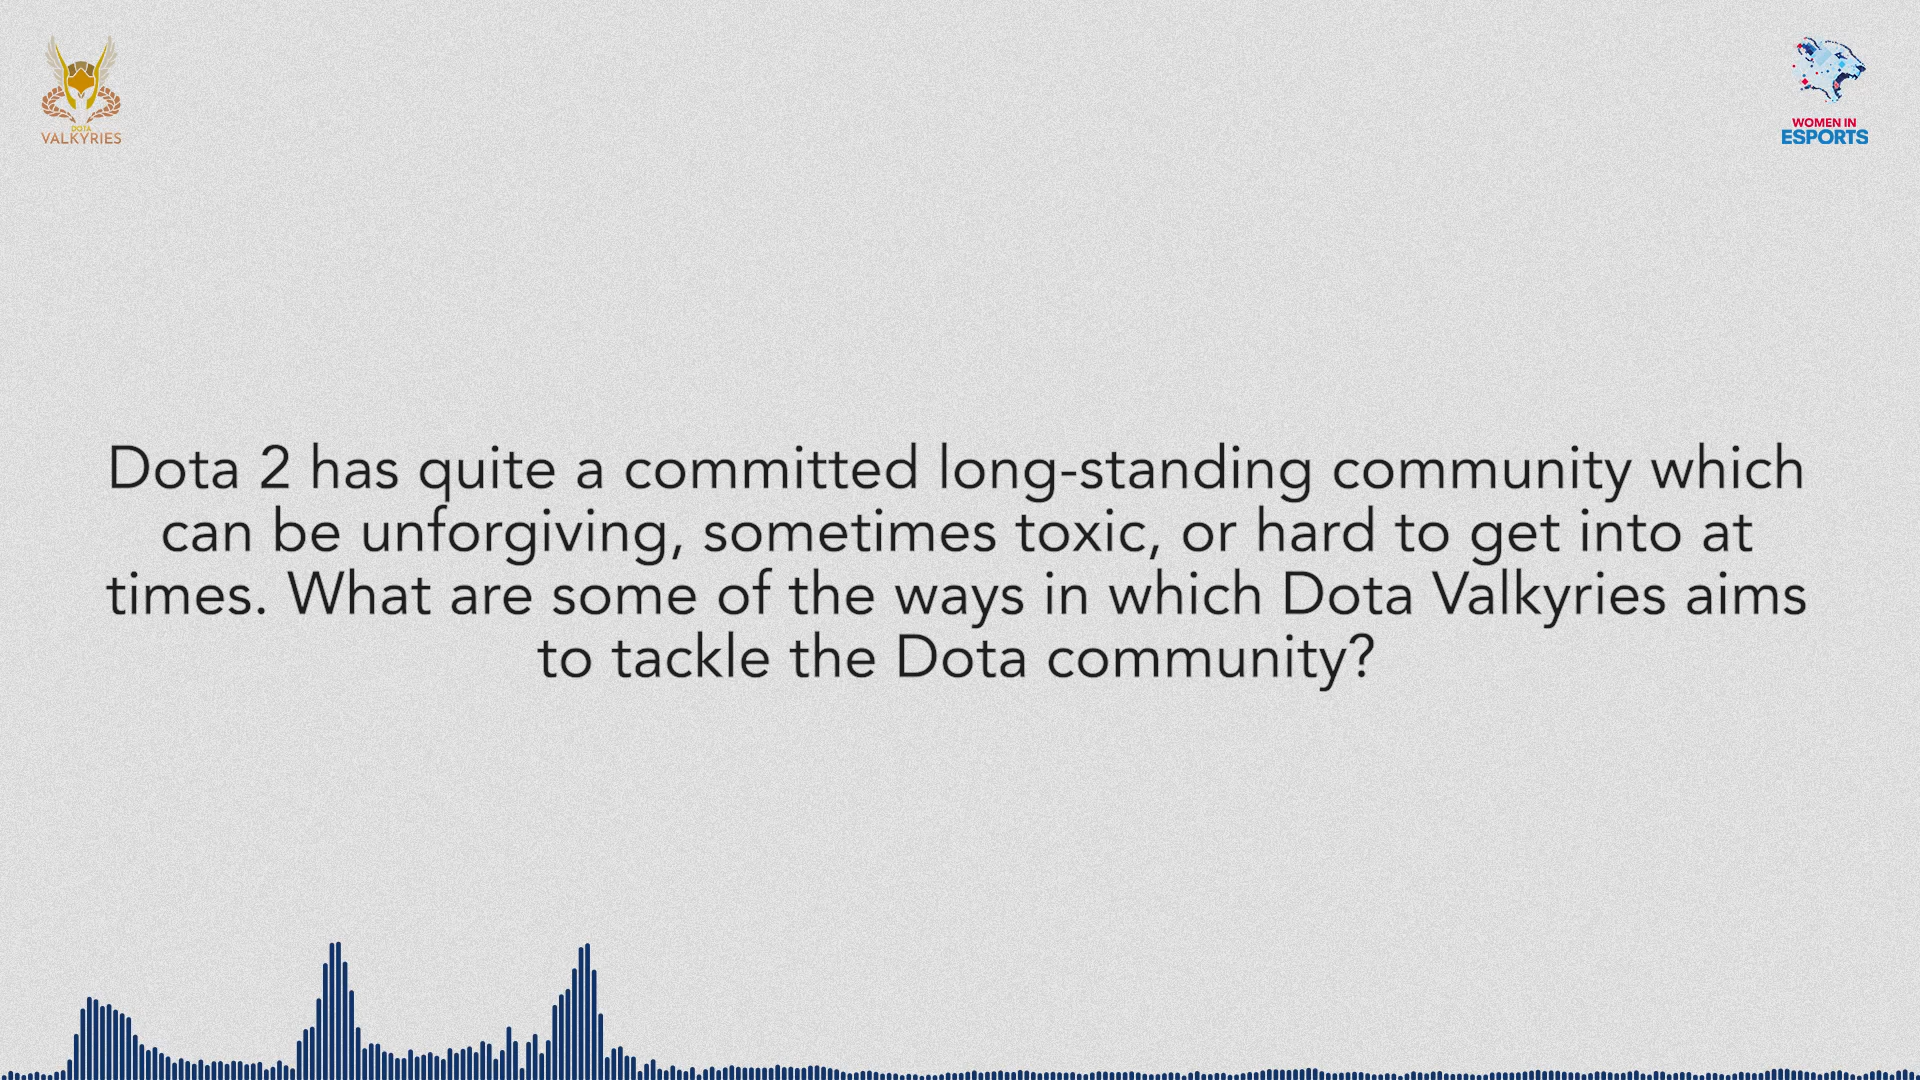 DOTA
VALKYRIES
WOMEN IN
ESPORTS
Dota 2 has quite a committed long-standing community which
can be unforgiving, sometimes toxic, or hard to get into at
times. What are some of the ways in which Dota Valkyries aims
to tackle the Dota community?